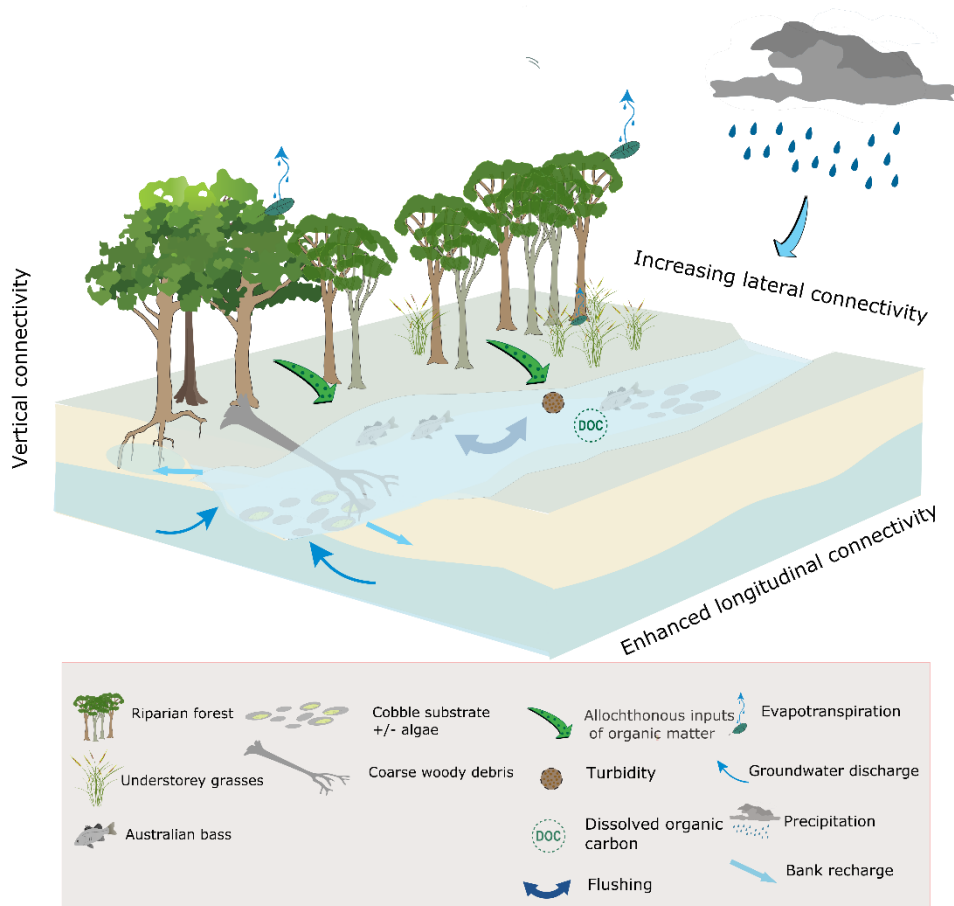 Vertical connectivity
Increasing lateral connectivity
DOC
Enhanced longitudinal connectivity
Riparian forest
Understorey grasses
Australian bass
Cobble substrate
+/- algae
Coarse woody debris
Allochthonous inputs
of organic matter
Turbidity
DOC
Dissolved organic
carbon
Flushing
Evapotranspiration
Groundwater discharge
Precipitation
Bank recharge